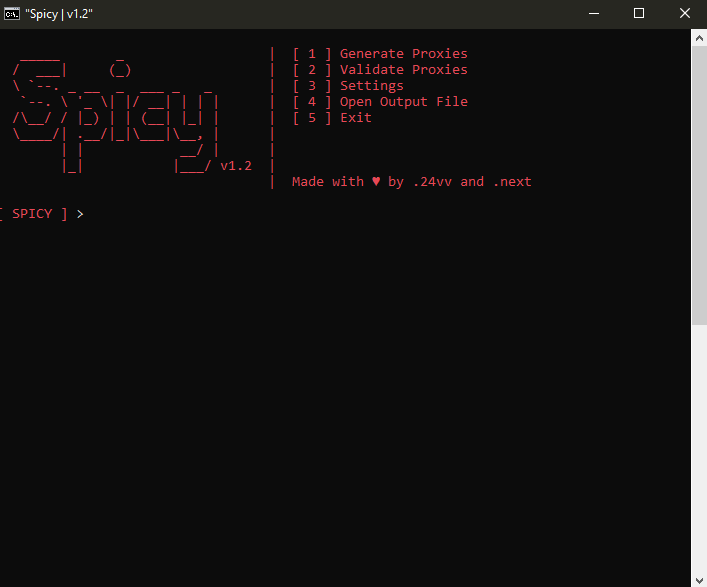 "Spicy | v1.2"
Spicy
[ 1 ] Generate Proxies
[ 2 ] Validate Proxies
[ 3 ] Settings
[ 4 ] Open Output File
[ 5 ] Exit
v1.2
Made with ♥ by .24vv and .next
[ SPICY ] >